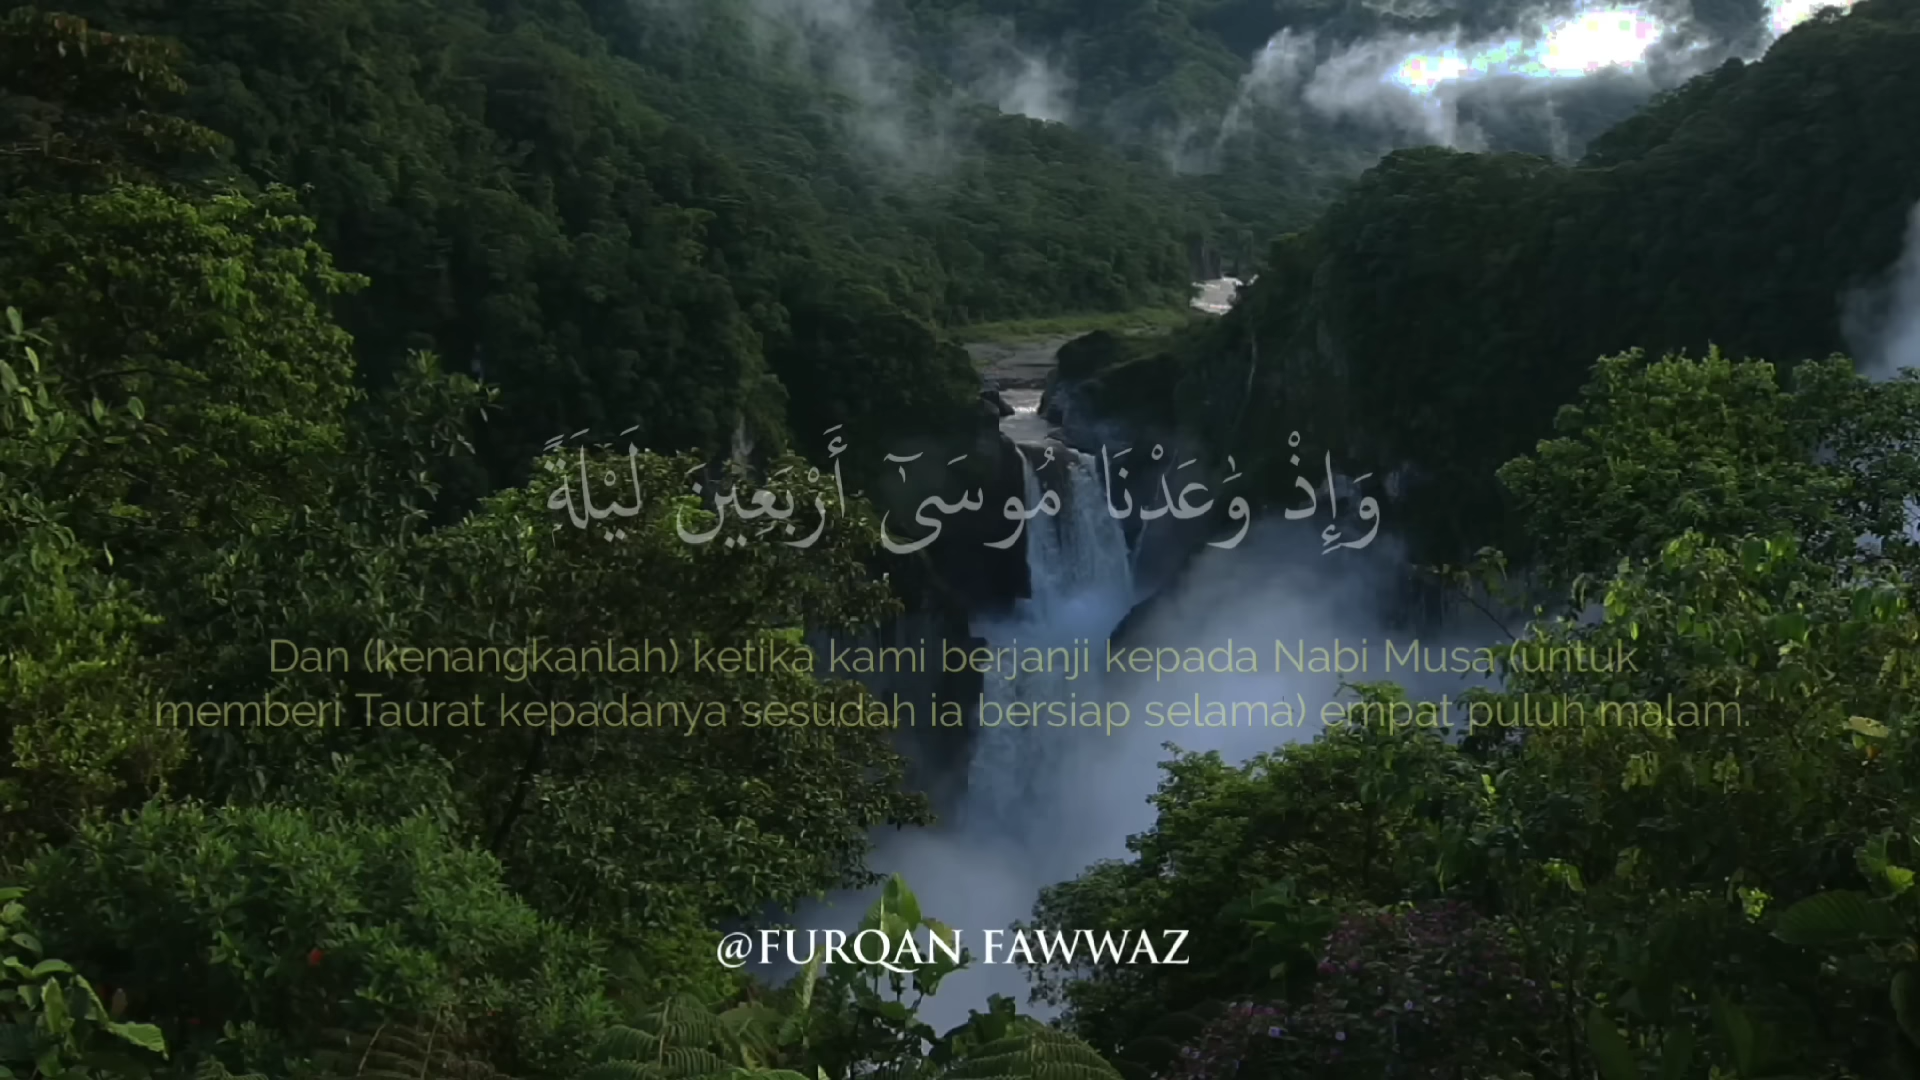 وَإِذْ وَٰعَدْنَا مُوسَىٰٓ أَرْبَعِينَ لَيْلَةً
Dan (kenangkanlah) ketika kami berjanji kepada Nabi Musa (untuk
memberi Taurat kepadanya sesudah ia bersiap selama) empat puluh malam.
@FURQAN FAWWAZ